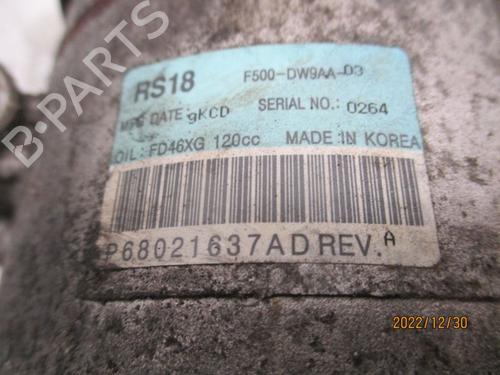 RS18 F500-DW9AA-03
MFG DATE gKCD SERIAL NO.: 0264
OIL: FD46XG 120cc MADE IN KOREA
P68021637AD REV. A
B-Parts
2022/12/30